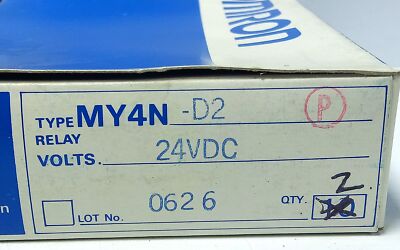 omron
TYPE MY4N -D2 P
RELAY
VOLTS. 24VDC
2
LOT No. 0626 QTY.